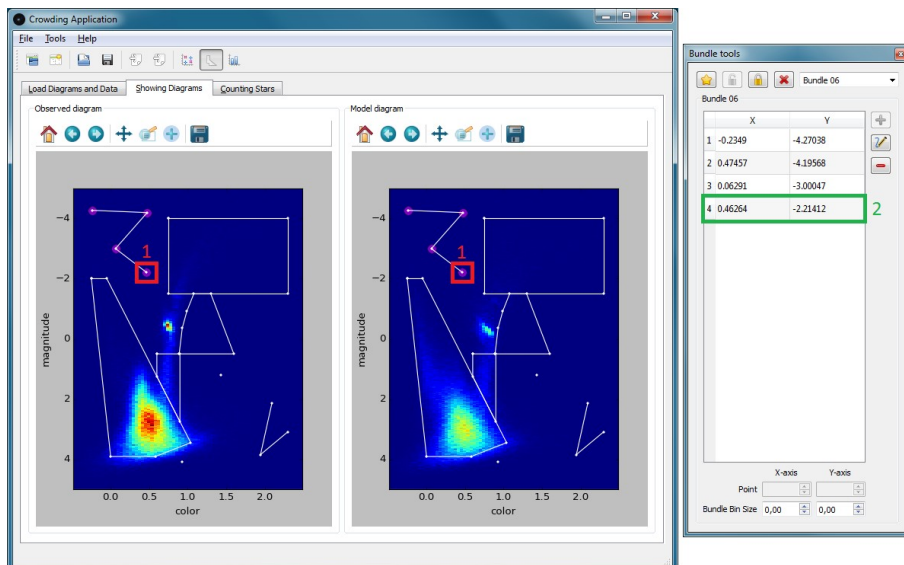 Crowding Application
File Tools Help
Load Diagrams and Data Showing Diagrams Counting Stars
Observed diagram
Model diagram
−4
−2
0
2
4
magnitude
0.0 0.5 1.0 1.5 2.0
color
1
−4
−2
0
2
4
magnitude
0.0 0.5 1.0 1.5 2.0
color
1
Bundle tools
Bundle 06
Bundle 06
X Y
1 -0.2349 -4.27038
2 0.47457 -4.19568
3 0.06291 -3.00047
4 0.46264 -2.21412
2
X-axis Y-axis
Point
Bundle Bin Size 0,00 0,00